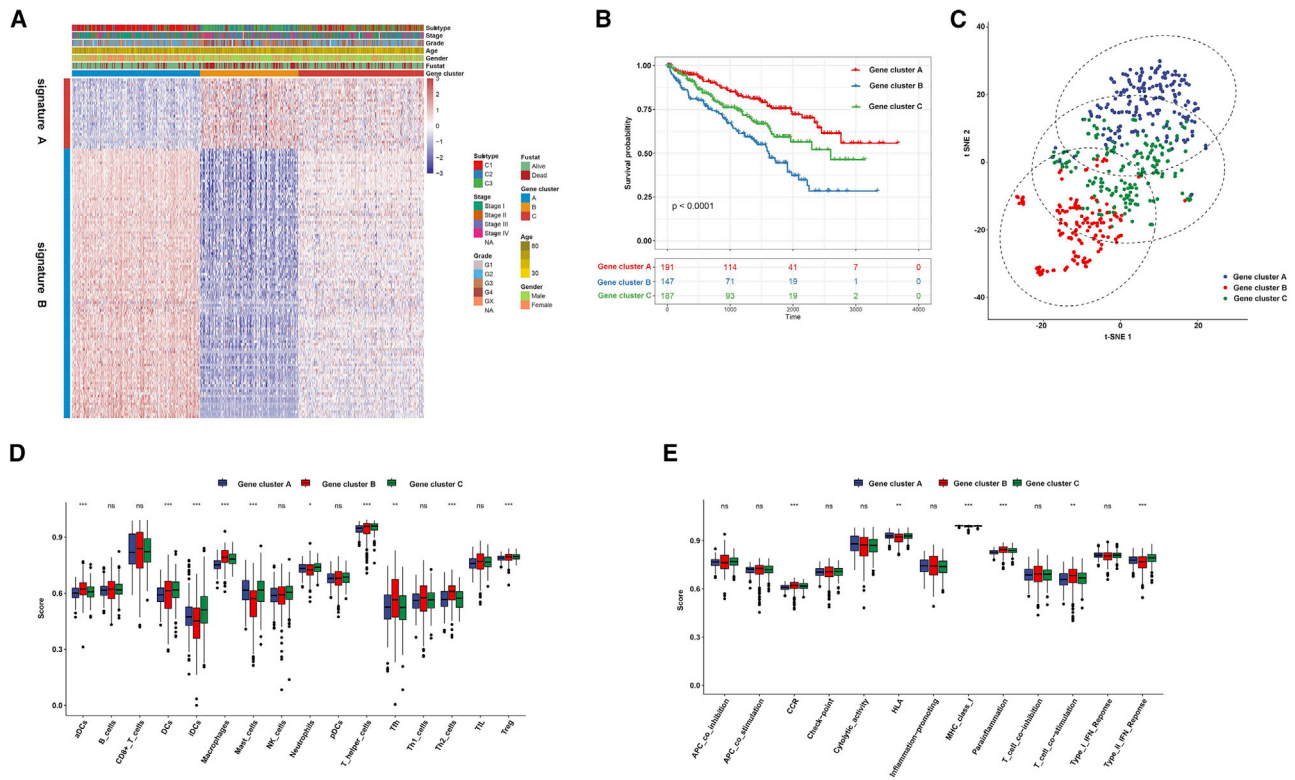 A
Subtype
Stage
Grade
Age
Gender
Fustat
Gene cluster
3
2
1
0
−1
−2
−3
signature A
signature B
Subtype
C1
C2
C3
Stage
Stage I
Stage II
Stage III
Stage IV
NA
Grade
G1
G2
G3
G4
GX
NA
Fustat
Alive
Dead
Gene cluster
A
B
C
Age
80
30
Gender
Male
Female
B
Survival probability
1.00
0.75
0.50
0.25
0.00
Gene cluster A
Gene cluster B
Gene cluster C
p < 0.0001
Gene cluster A 191 114 41 7 0
Gene cluster B 147 71 19 1 0
Gene cluster C 187 93 19 2 0
0 1000 2000 3000 4000
Time
C
t SNE 2
40
20
0
-20
-40
-20 0 20
t-SNE 1
Gene cluster A
Gene cluster B
Gene cluster C
D
Gene cluster A Gene cluster B Gene cluster C
*** ns ns *** *** *** *** ns * ns *** ** ns *** ns ***
Score
0.9
0.6
0.3
0.0
aDCs
B_cells
CD8+_T_cells
DCs
iDCs
Macrophages
Mast_cells
NK_cells
Neutrophils
pDCs
T_helper_cells
Tfh
Th1_cells
Th2_cells
TIL
Treg
E
Gene cluster A Gene cluster B Gene cluster C
ns ns *** ns ns ** ns *** *** ns ** ns ***
Score
0.9
0.6
0.3
0.0
APC_co_inhibition
APC_co_stimulation
CCR
Check−point
Cytolytic_activity
HLA
Inflammation−promoting
MHC_class_I
Parainflammation
T_cell_co−inhibition
T_cell_co−stimulation
Type_I_IFN_Reponse
Type_II_IFN_Reponse